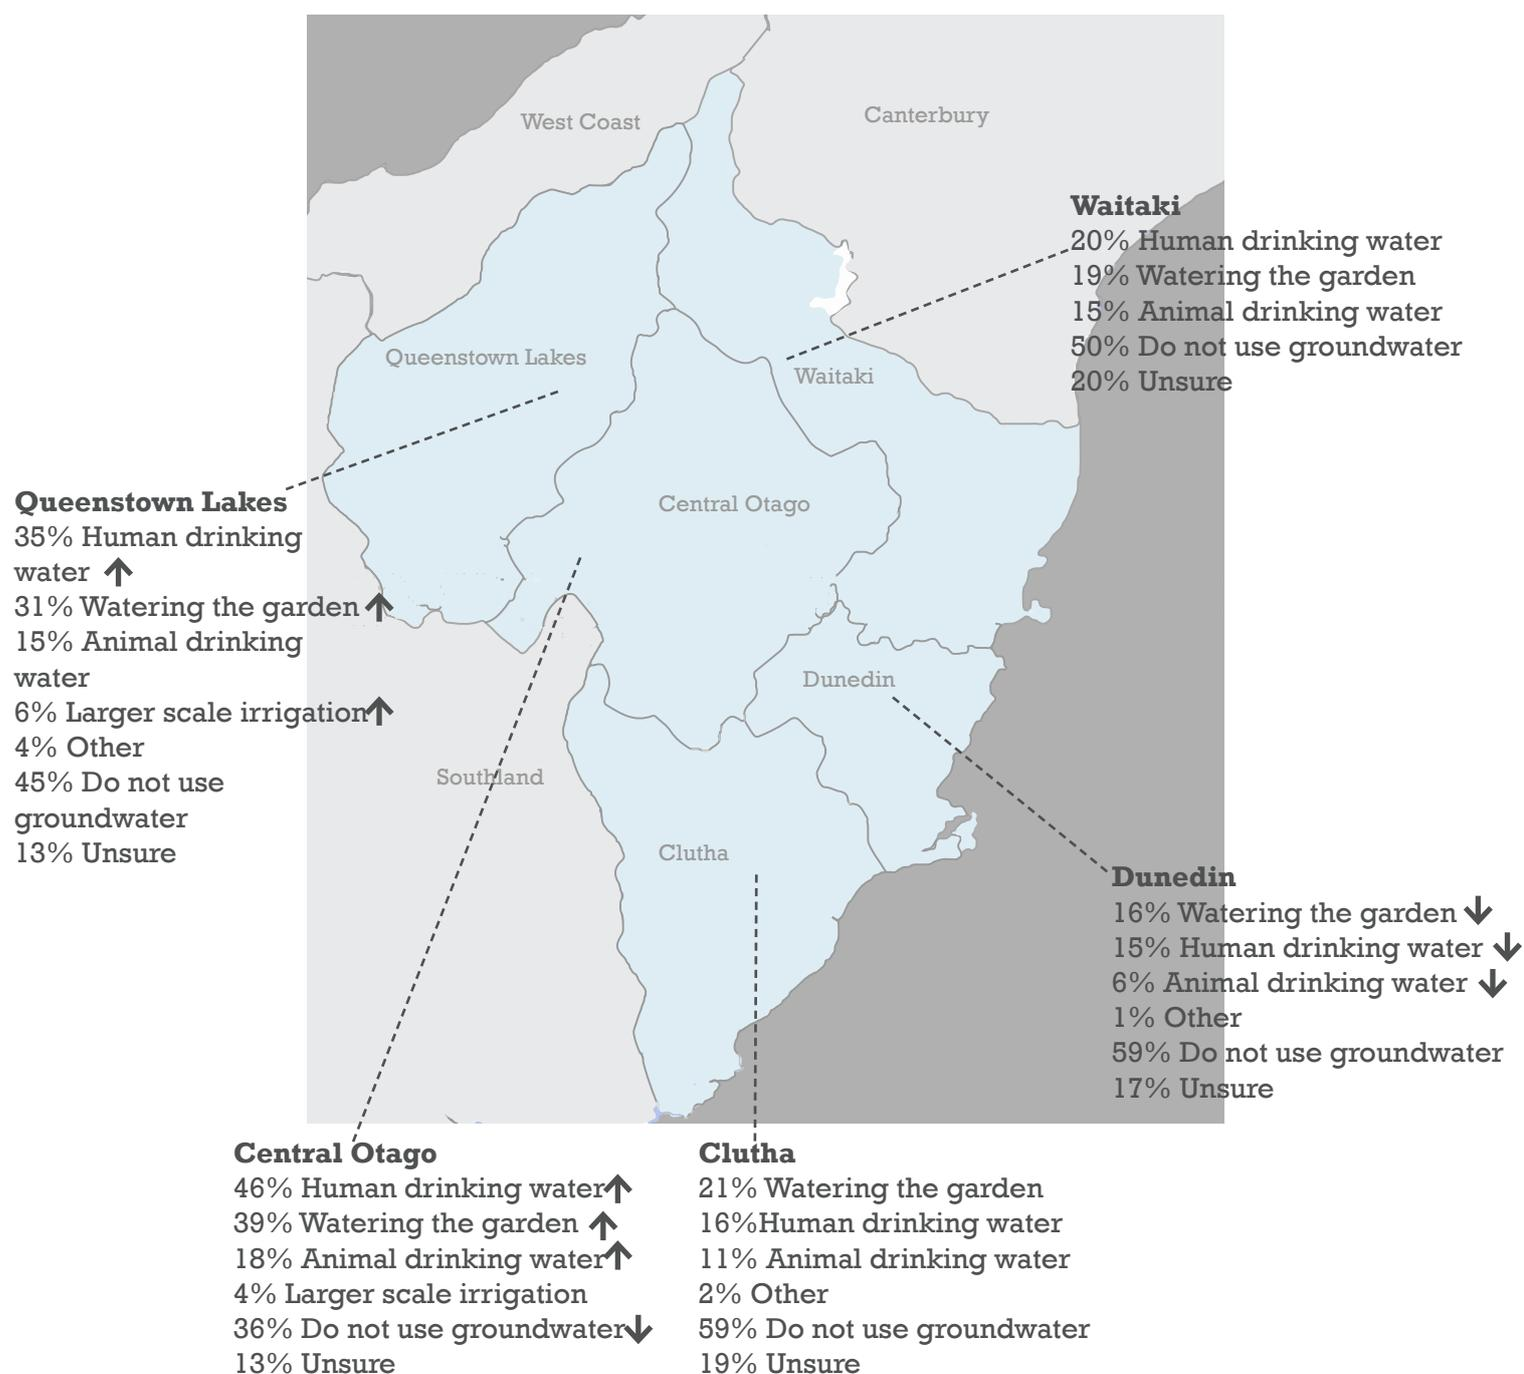 West Coast
Canterbury
Waitaki
20% Human drinking water
19% Watering the garden
15% Animal drinking water
50% Do not use groundwater
20% Unsure
Queenstown Lakes
Waitaki
Central Otago
Queenstown Lakes
35% Human drinking
water
31% Watering the garden
15% Animal drinking
water
6% Larger scale irrigation
4% Other
45% Do not use
groundwater
13% Unsure
Dunedin
Southland
Clutha
Dunedin
16% Watering the garden
15% Human drinking water
6% Animal drinking water
1% Other
59% Do not use groundwater
17% Unsure
Central Otago
46% Human drinking water
39% Watering the garden
18% Animal drinking water
4% Larger scale irrigation
36% Do not use groundwater
13% Unsure
Clutha
21% Watering the garden
16%Human drinking water
11% Animal drinking water
2% Other
59% Do not use groundwater
19% Unsure